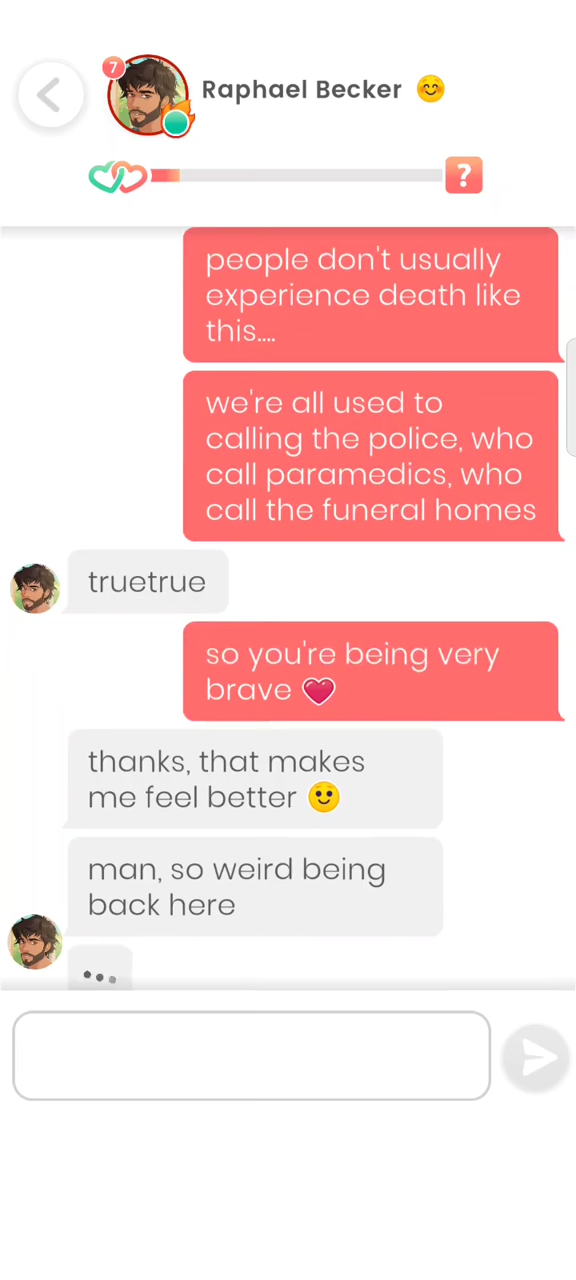 7
Raphael Becker 😊
?
people don't usually
experience death like
this....
we're all used to
calling the police, who
call paramedics, who
call the funeral homes
truetrue
so you're being very
brave 💗
thanks, that makes
me feel better 🙂
man, so weird being
back here
...